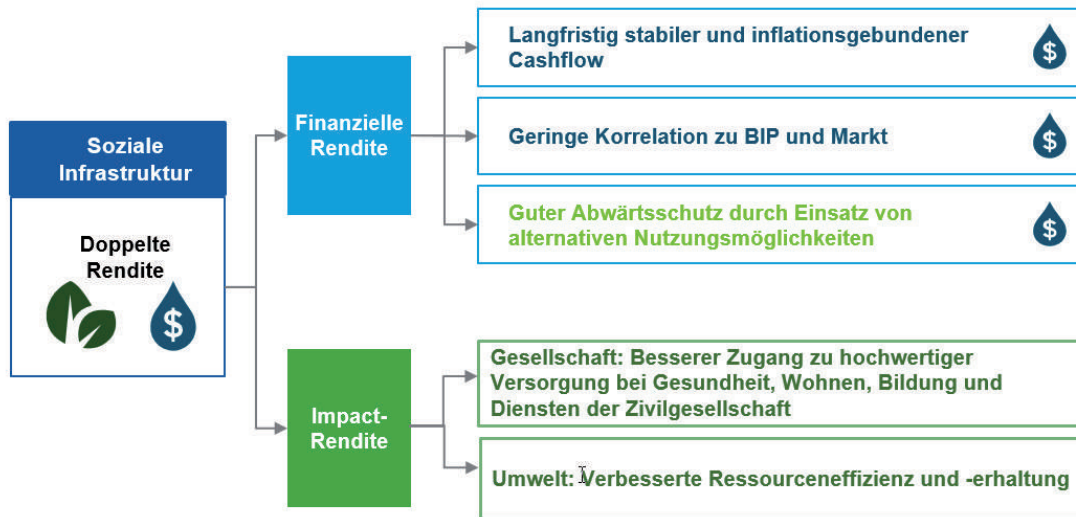 Soziale
Infrastruktur
Doppelte
Rendite
$
Finanzielle
Rendite
Langfristig stabiler und inflationsgebundener
Cashflow
$
Geringe Korrelation zu BIP und Markt
$
Guter Abwärtsschutz durch Einsatz von
alternativen Nutzungsmöglichkeiten
$
Impact-
Rendite
Gesellschaft: Besserer Zugang zu hochwertiger
Versorgung bei Gesundheit, Wohnen, Bildung und
Diensten der Zivilgesellschaft
Umwelt: Verbesserte Ressourceneffizienz und -erhaltung